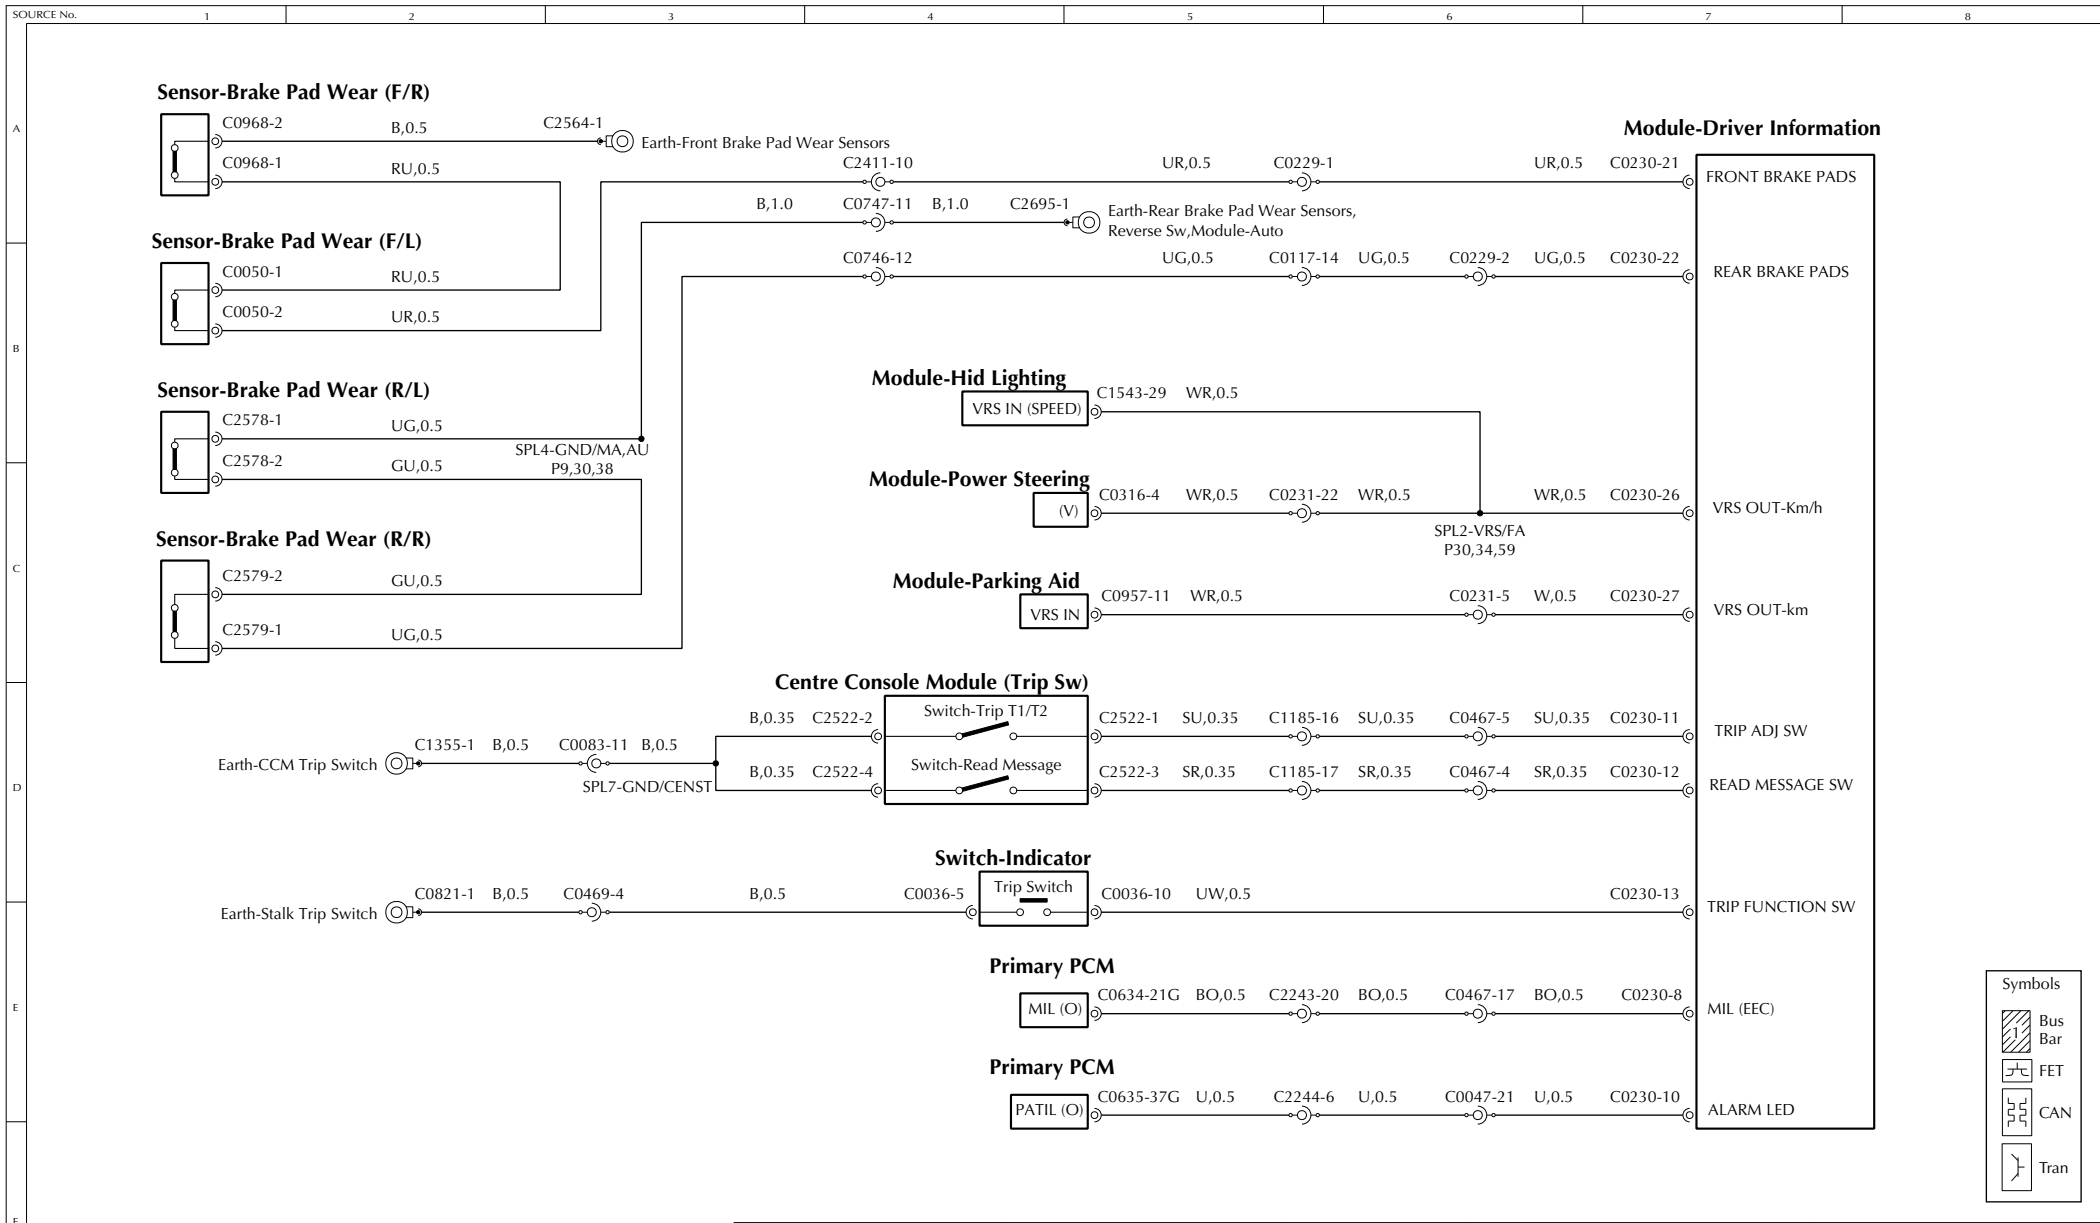 SOURCE No. 1 2 3 4 5 6 7 8
A
B
C
D
E
F
Sensor-Brake Pad Wear (F/R)
C0968-2 B,0.5 C2564-1 Earth-Front Brake Pad Wear Sensors
C0968-1 RU,0.5
Sensor-Brake Pad Wear (F/L)
C0050-1 RU,0.5
C0050-2 UR,0.5
Sensor-Brake Pad Wear (R/L)
C2578-1 UG,0.5
SPL4-GND/MA,AU
P9,30,38
C2578-2 GU,0.5
Sensor-Brake Pad Wear (R/R)
C2579-2 GU,0.5
C2579-1 UG,0.5
Module-Driver Information
C2411-10 UR,0.5 C0229-1 UR,0.5 C0230-21 FRONT BRAKE PADS
B,1.0 C0747-11 B,1.0 C2695-1 Earth-Rear Brake Pad Wear Sensors,
Reverse Sw,Module-Auto
C0746-12 UG,0.5 C0117-14 UG,0.5 C0229-2 UG,0.5 C0230-22 REAR BRAKE PADS
Module-Hid Lighting
VRS IN (SPEED) C1543-29 WR,0.5
Module-Power Steering
(V) C0316-4 WR,0.5 C0231-22 WR,0.5 WR,0.5 C0230-26 VRS OUT-Km/h
SPL2-VRS/FA
P30,34,59
Module-Parking Aid
VRS IN C0957-11 WR,0.5 C0231-5 W,0.5 C0230-27 VRS OUT-km
Centre Console Module (Trip Sw)
B,0.35 C2522-2 Switch-Trip T1/T2 C2522-1 SU,0.35 C1185-16 SU,0.35 C0467-5 SU,0.35 C0230-11 TRIP ADJ SW
Earth-CCM Trip Switch C1355-1 B,0.5 C0083-11 B,0.5
SPL7-GND/CENST
B,0.35 C2522-4 Switch-Read Message C2522-3 SR,0.35 C1185-17 SR,0.35 C0467-4 SR,0.35 C0230-12 READ MESSAGE SW
Switch-Indicator
Earth-Stalk Trip Switch C0821-1 B,0.5 C0469-4 B,0.5 C0036-5 Trip Switch C0036-10 UW,0.5 C0230-13 TRIP FUNCTION SW
Primary PCM
MIL (O) C0634-21G BO,0.5 C2243-20 BO,0.5 C0467-17 BO,0.5 C0230-8 MIL (EEC)
Primary PCM
PATIL (O) C0635-37G U,0.5 C2244-6 U,0.5 C0047-21 U,0.5 C0230-10 ALARM LED
Symbols
1 Bus
Bar
FET
CAN
Tran